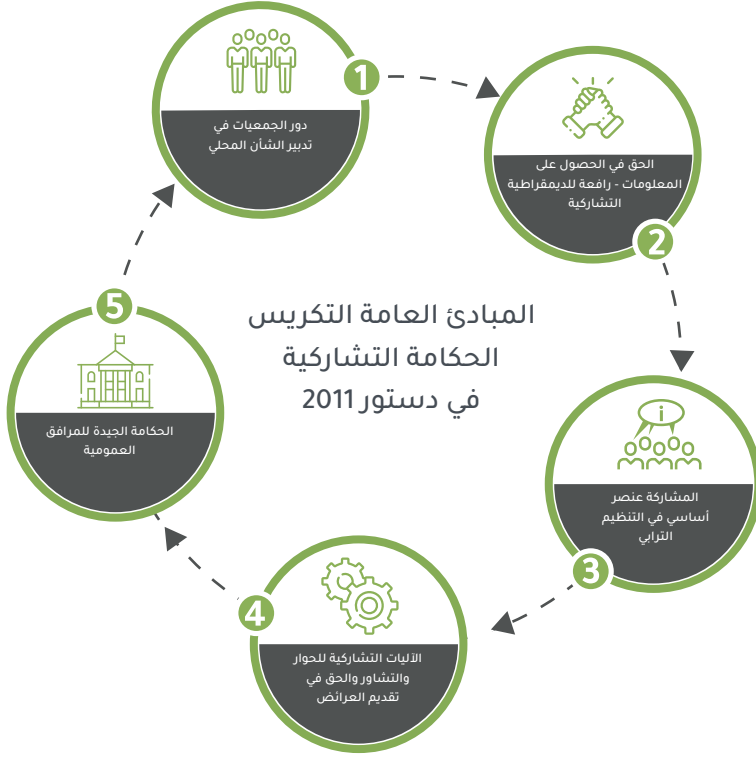 1
دور الجمعيات في
تدبير الشأن المحلي
الحق في الحصول على
المعلومات - رافعة للديمقراطية
التشاركية
2
المبادئ العامة التكريس
الحكامة التشاركية
في دستور 2011
i
المشاركة عنصر
أساسي في التنظيم
الترابي
3
الآليات التشاركية للحوار
والتشاور والحق في
تقديم العرائض
4
5
الحكامة الجيدة للمرافق
العمومية